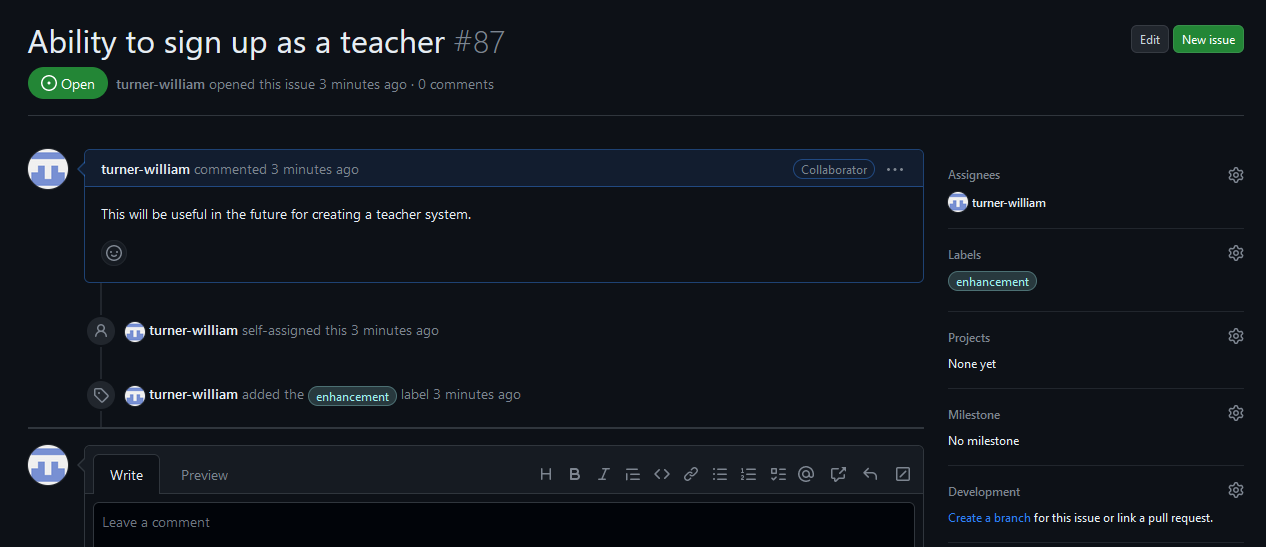 Ability to sign up as a teacher #87
Edit
New issue
Open
turner-william opened this issue 3 minutes ago · 0 comments
turner-william commented 3 minutes ago
Collaborator
This will be useful in the future for creating a teacher system.
turner-william self-assigned this 3 minutes ago
turner-william added the enhancement label 3 minutes ago
Write
Preview
Leave a comment
Assignees
turner-william
Labels
enhancement
Projects
None yet
Milestone
No milestone
Development
Create a branch for this issue or link a pull request.